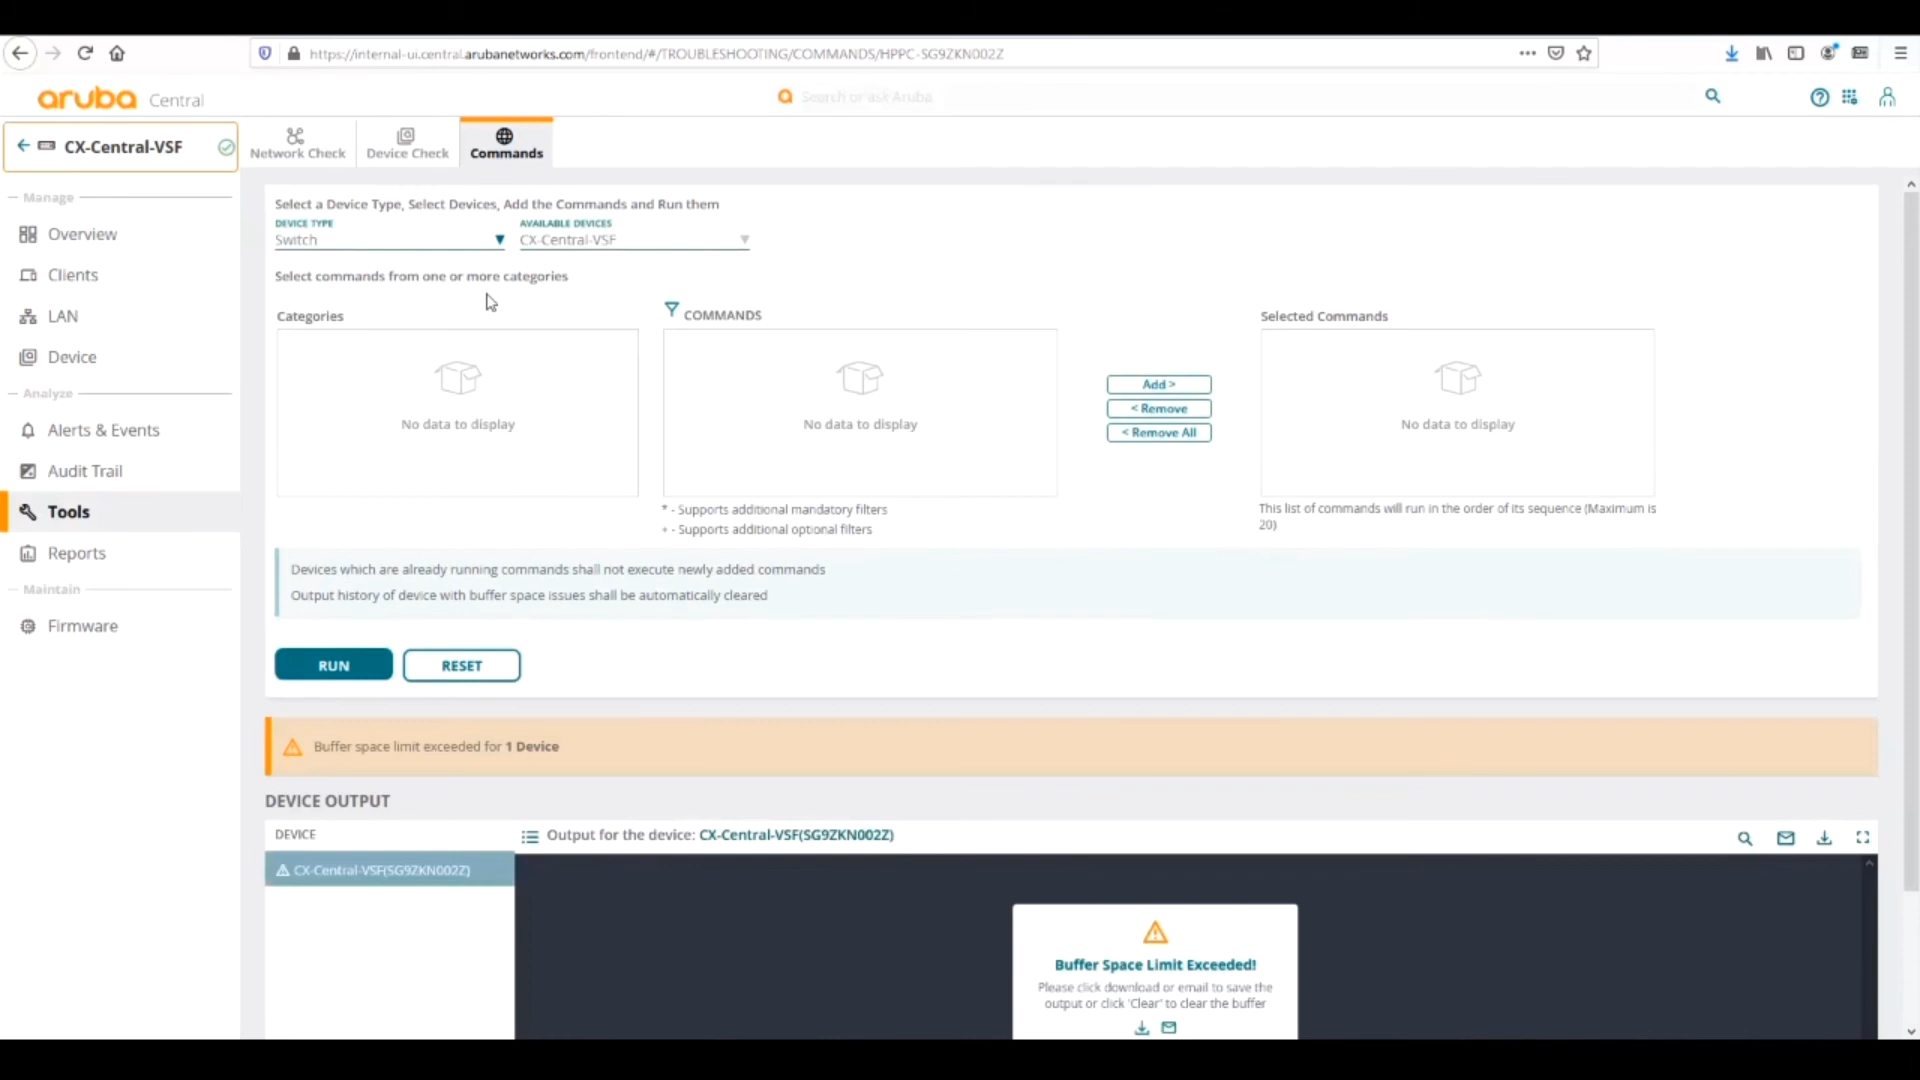 https://internal-ui.central.arubanetworks.com/frontend/#/TROUBLESHOOTING/COMMANDS/HPPC-SG9ZKN002Z
aruba Central
Search or ask Aruba
CX-Central-VSF
Network Check
Device Check
Commands
Manage
Overview
Clients
LAN
Device
Analyze
Alerts & Events
Audit Trail
Tools
Reports
Maintain
Firmware
Select a Device Type, Select Devices, Add the Commands and Run them
DEVICE TYPE
Switch
AVAILABLE DEVICES
CX-Central-VSF
Select commands from one or more categories
Categories
No data to display
COMMANDS
No data to display
* - Supports additional mandatory filters
+ - Supports additional optional filters
Add >
< Remove
< Remove All
Selected Commands
No data to display
This list of commands will run in the order of its sequence (Maximum is
20)
Devices which are already running commands shall not execute newly added commands
Output history of device with buffer space issues shall be automatically cleared
RUN
RESET
Buffer space limit exceeded for 1 Device
DEVICE OUTPUT
DEVICE
CX-Central-VSF(SG9ZKN002Z)
Output for the device: CX-Central-VSF(SG9ZKN002Z)
Buffer Space Limit Exceeded!
Please click download or email to save the
output or click 'Clear' to clear the buffer